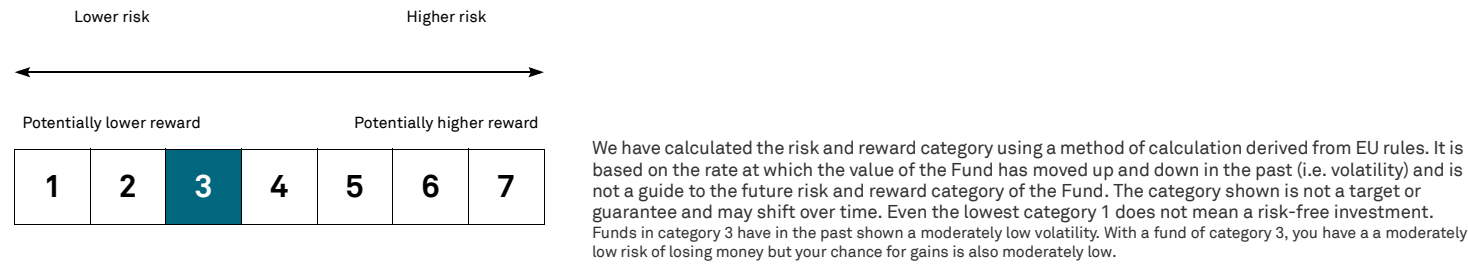 Lower risk Higher risk
Potentially lower reward Potentially higher reward
1 2 3 4 5 6 7
We have calculated the risk and reward category using a method of calculation derived from EU rules. It is
based on the rate at which the value of the Fund has moved up and down in the past (i.e. volatility) and is
not a guide to the future risk and reward category of the Fund. The category shown is not a target or
guarantee and may shift over time. Even the lowest category 1 does not mean a risk-free investment.
Funds in category 3 have in the past shown a moderately low volatility. With a fund of category 3, you have a a moderately
low risk of losing money but your chance for gains is also moderately low.